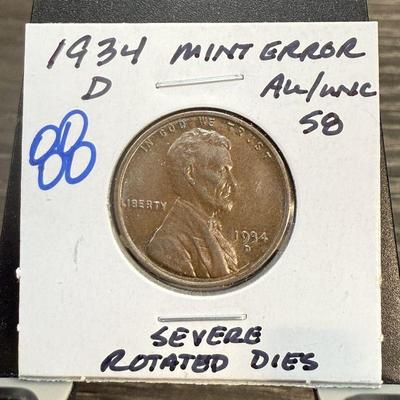 1934 MINT ERROR
D AU/UNC
58
88
IN GOD WE TRUST
LIBERTY
1934
D
SEVERE
ROTATED DIES